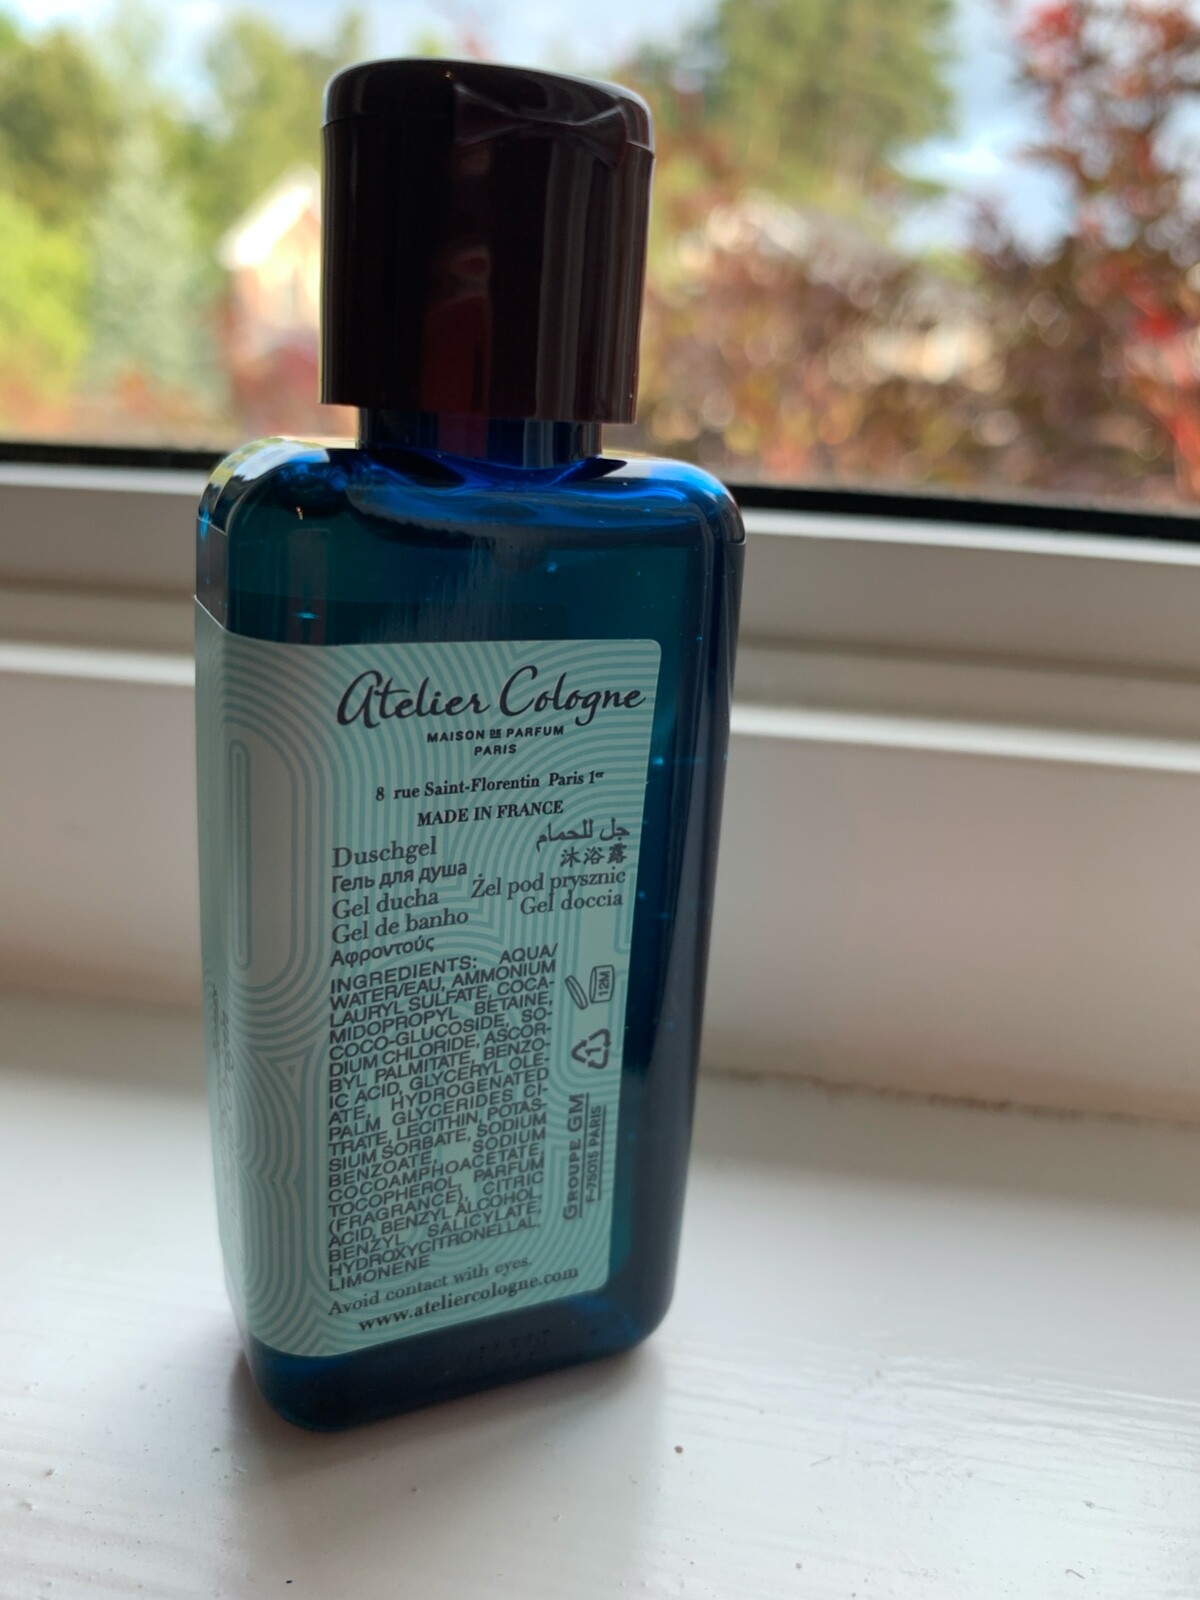 Atelier Cologne
MAISON DE PARFUM
PARIS
8 rue Saint-Florentin Paris 1er
MADE IN FRANCE
Duschgel
Гель для душа
Gel ducha
Gel de banho
Αφροντούς
جل للحمام
沐浴露
Żel pod prysznic
Gel doccia
INGREDIENTS: AQUA/
WATER/EAU, AMMONIUM
LAURYL SULFATE, COCA-
MIDOPROPYL BETAINE,
COCO-GLUCOSIDE, SO-
DIUM CHLORIDE, ASCOR-
BYL PALMITATE, BENZO-
IC ACID, GLYCERYL OLE-
ATE, HYDROGENATED
PALM GLYCERIDES CI-
TRATE, LECITHIN, POTAS-
SIUM SORBATE, SODIUM
BENZOATE, SODIUM
COCOAMPHOACETATE,
TOCOPHEROL, PARFUM
(FRAGRANCE), CITRIC
ACID, BENZYL ALCOHOL,
BENZYL SALICYLATE,
HYDROXYCITRONELLAL,
LIMONENE
12M
1
GROUPE GM
F-75015 PARIS
Avoid contact with eyes.
www.ateliercologne.com